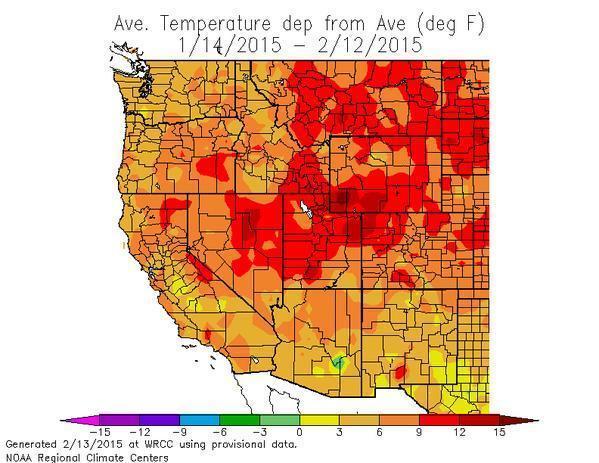 Ave. Temperature dep from Ave (deg F)
1/14/2015 – 2/12/2015
-15 -12 -9 -6 -3 0 3 6 9 12 15
Generated 2/13/2015 at WRCC using provisional data.
NOAA Regional Climate Centers